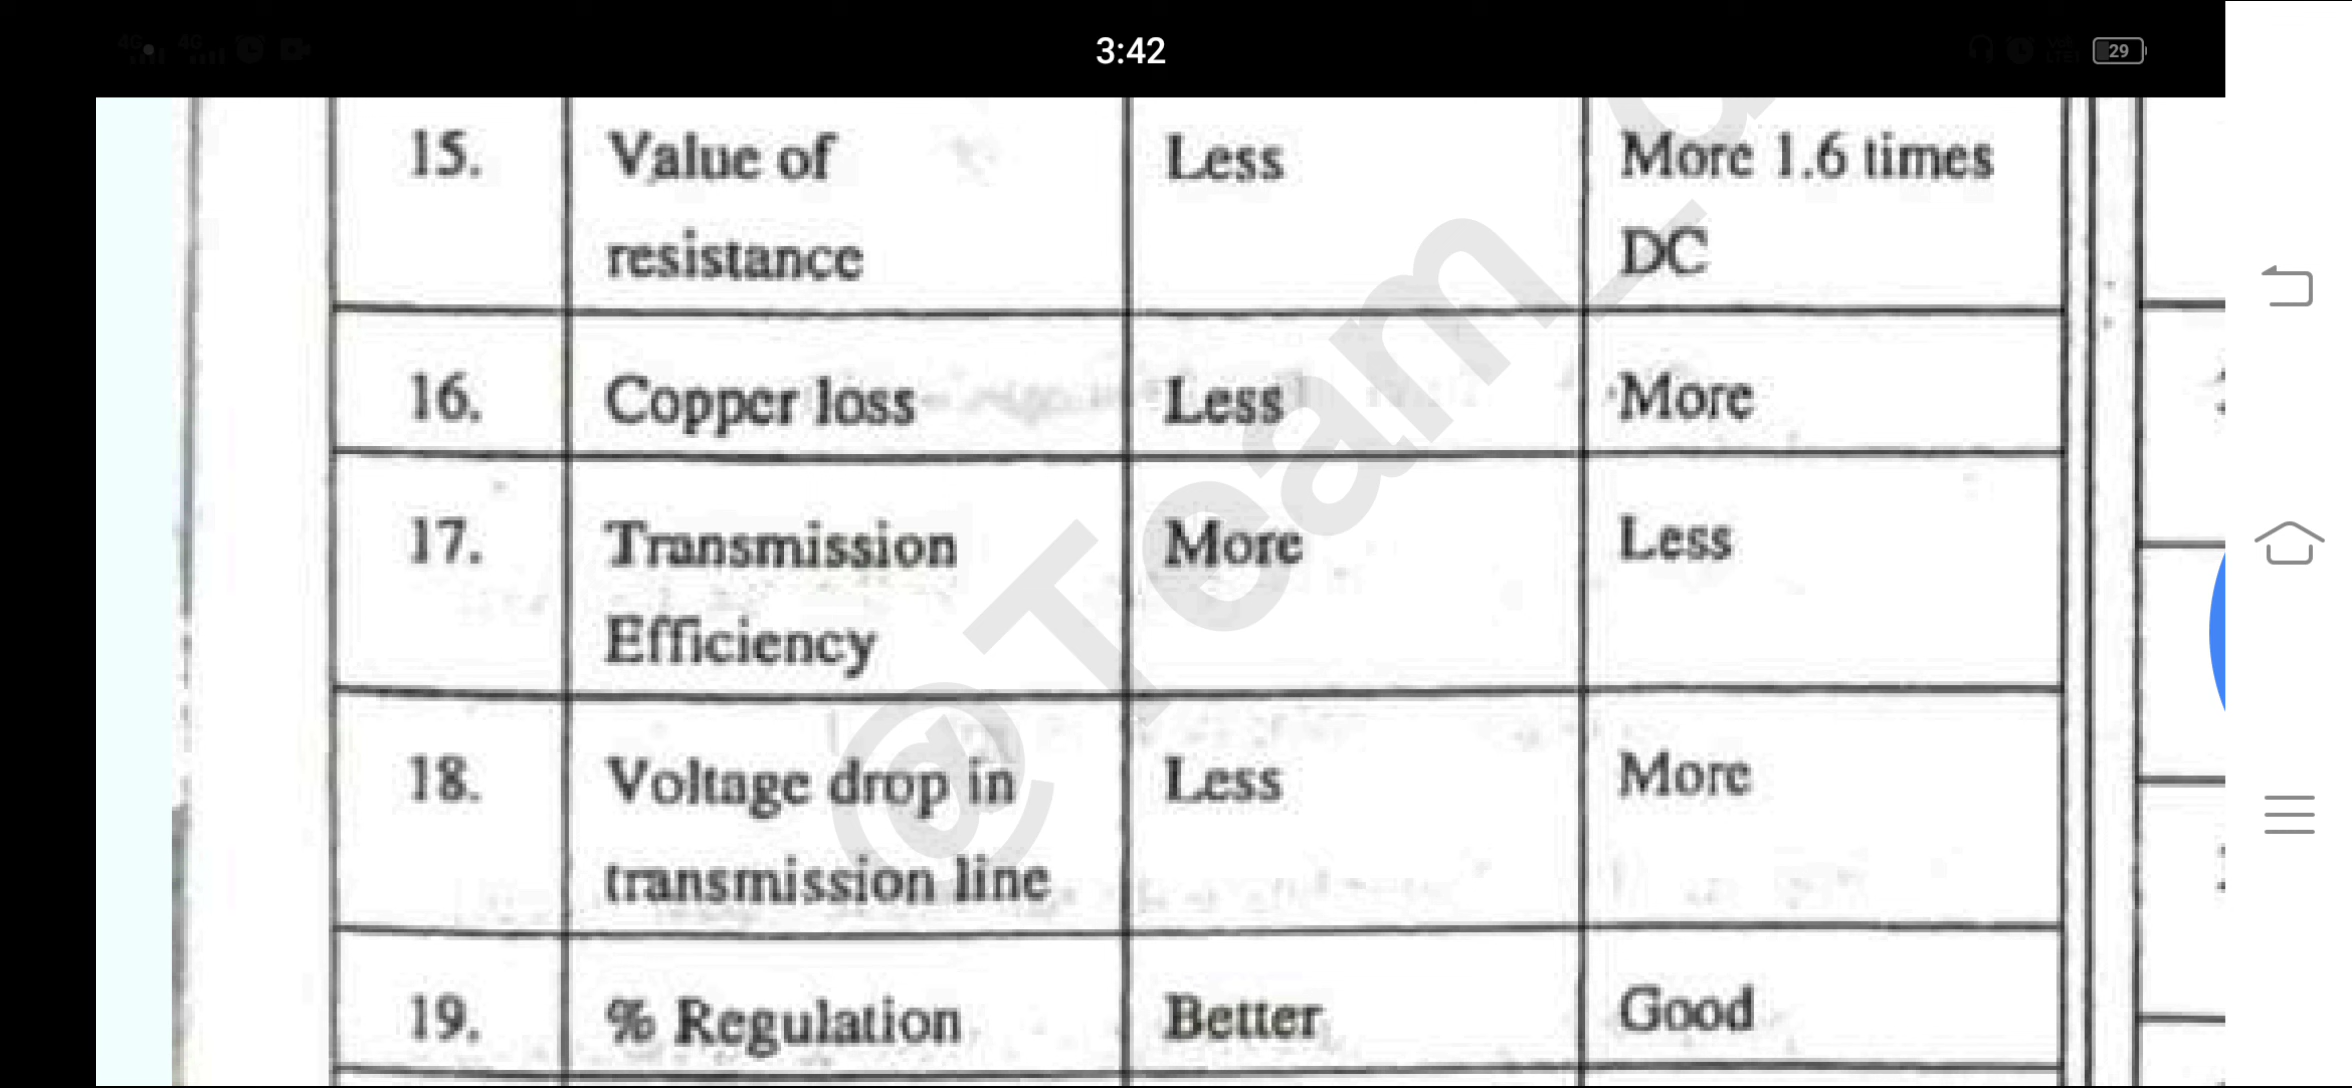 3:42
29
15. Value of Less More 1.6 times
resistance DC
16. Copper loss Less More
17. Transmission More Less
Efficiency
18. Voltage drop in Less More
transmission line
19. % Regulation Better Good
@Team_